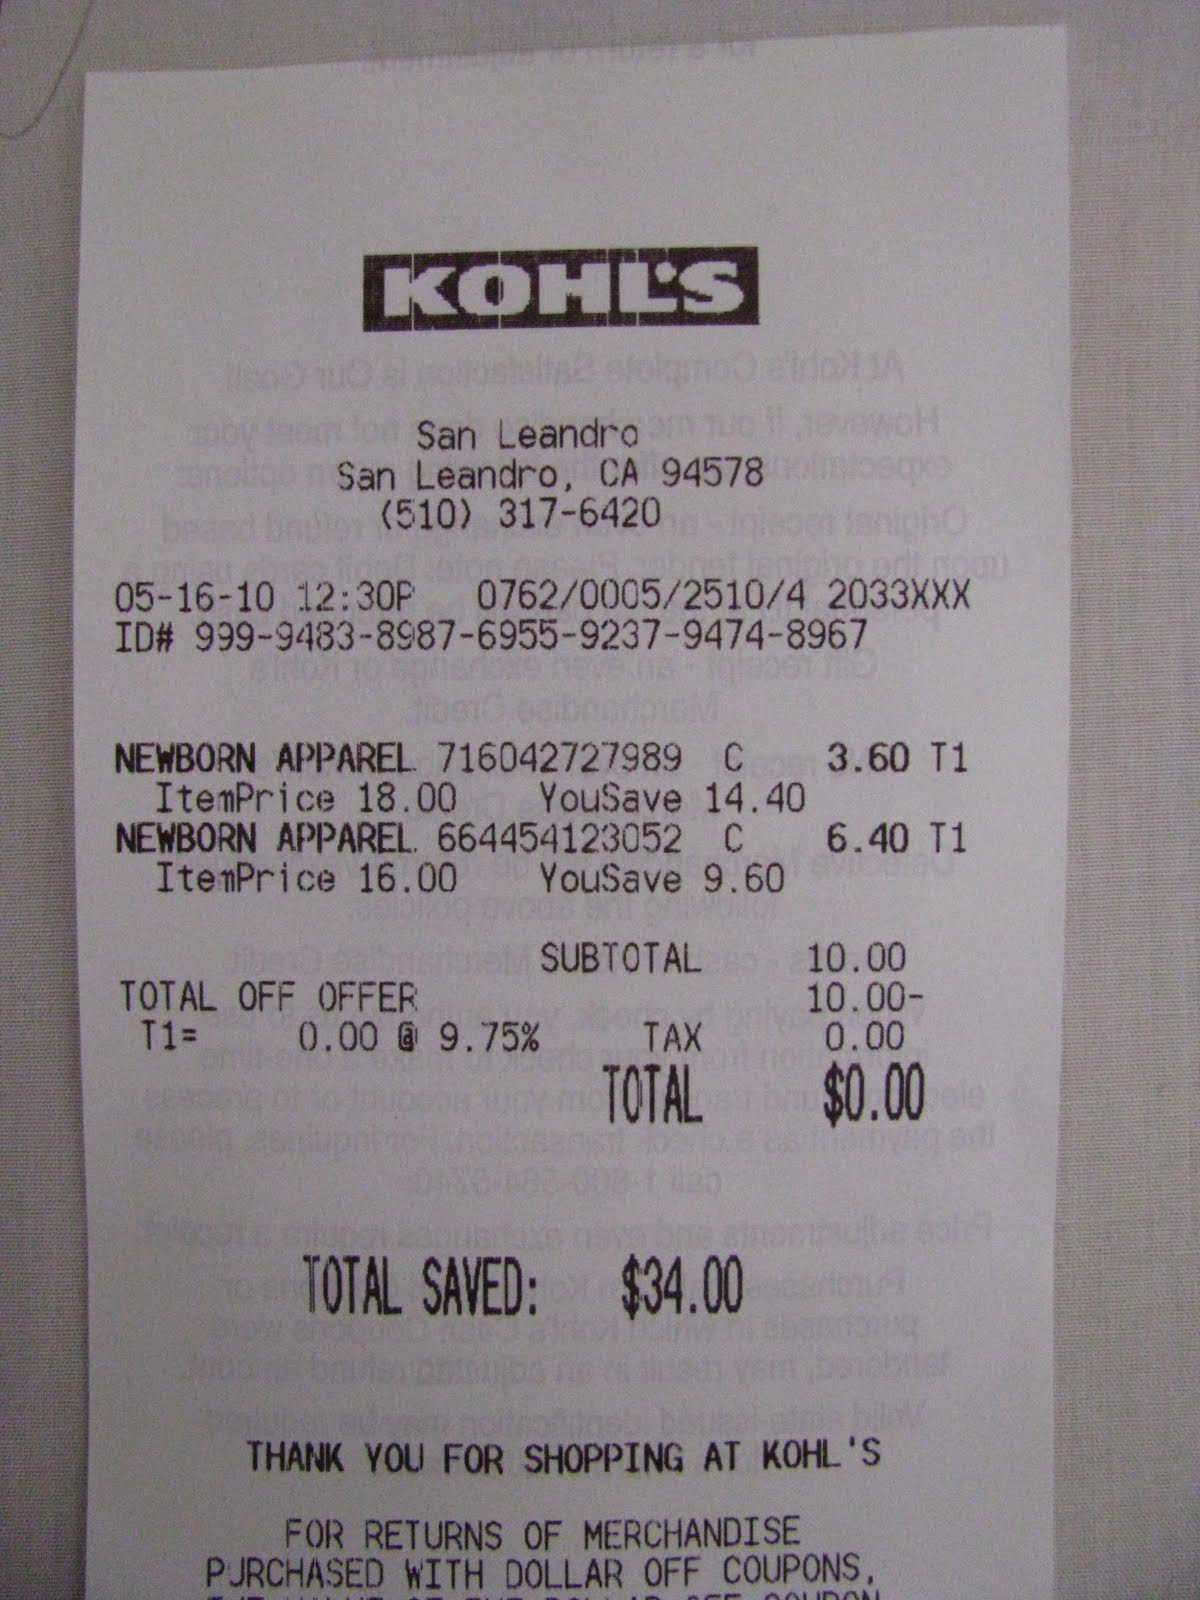 KOHL'S
San Leandro
San Leandro, CA 94578
(510) 317-6420
05-16-10 12:30P 0762/0005/2510/4 2033XXX
ID# 999-9483-8987-6955-9237-9474-8967
NEWBORN APPAREL 716042727989 C 3.60 T1
ItemPrice 18.00 YouSave 14.40
NEWBORN APPAREL 664454123052 C 6.40 T1
ItemPrice 16.00 YouSave 9.60
SUBTOTAL 10.00
TOTAL OFF OFFER 10.00-
T1= 0.00 @ 9.75% TAX 0.00
TOTAL $0.00
TOTAL SAVED: $34.00
THANK YOU FOR SHOPPING AT KOHL'S
FOR RETURNS OF MERCHANDISE
PURCHASED WITH DOLLAR OFF COUPONS,